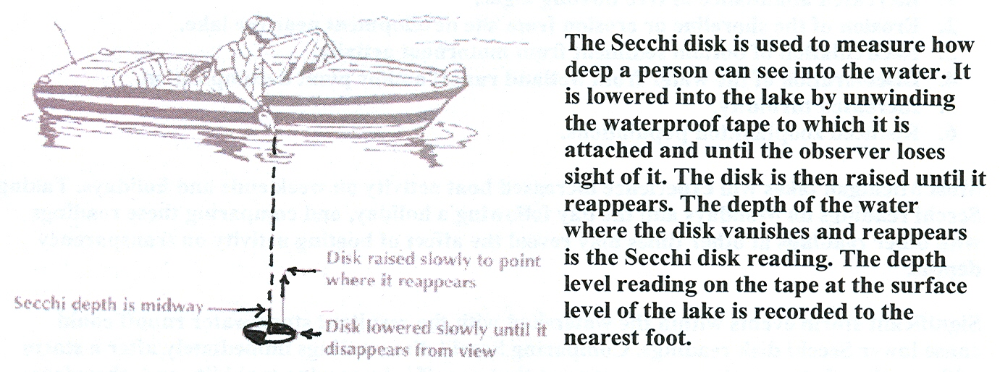 The Secchi disk is used to measure how
deep a person can see into the water. It
is lowered into the lake by unwinding
the waterproof tape to which it is
attached and until the observer loses
sight of it. The disk is then raised until it
reappears. The depth of the water
where the disk vanishes and reappears
is the Secchi disk reading. The depth
level reading on the tape at the surface
level of the lake is recorded to the
nearest foot.
Disk raised slowly to point
where it reappears
Secchi depth is midway
Disk lowered slowly until it
disappears from view